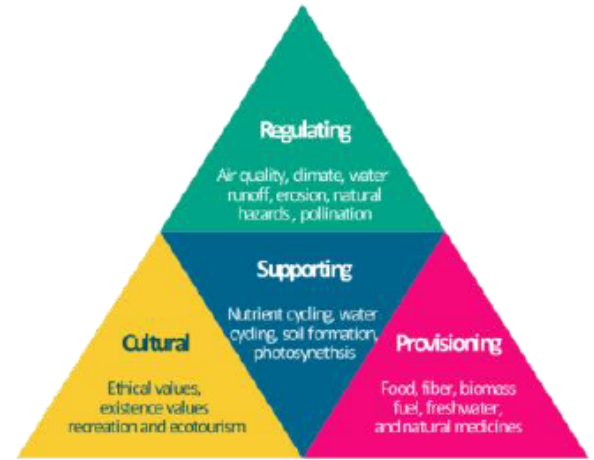 Regulating
Air quality, climate, water
runoff, erosion, natural
hazards , pollination
Supporting
Nutrient cycling, water
cycling, soil formation,
photosynethsis
Cultural
Ethical values,
existence values
recreation and ecotourism
Provisioning
Food, fiber, biomass
fuel, freshwater,
and natural medicines